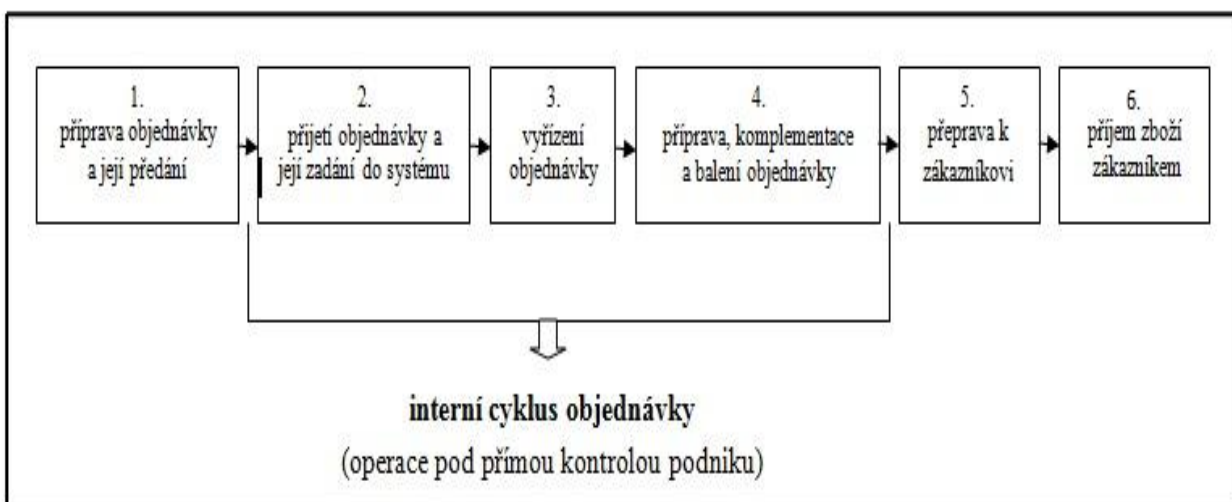 1.
příprava objednávky
a její předání
2.
přijetí objednávky a
její zadání do systému
3.
vyřízení
objednávky
4.
příprava, komplementace
a balení objednávky
5.
přeprava k
zákazníkovi
6.
příjem zboží
zákazníkem
interní cyklus objednávky
(operace pod přímou kontrolou podniku)